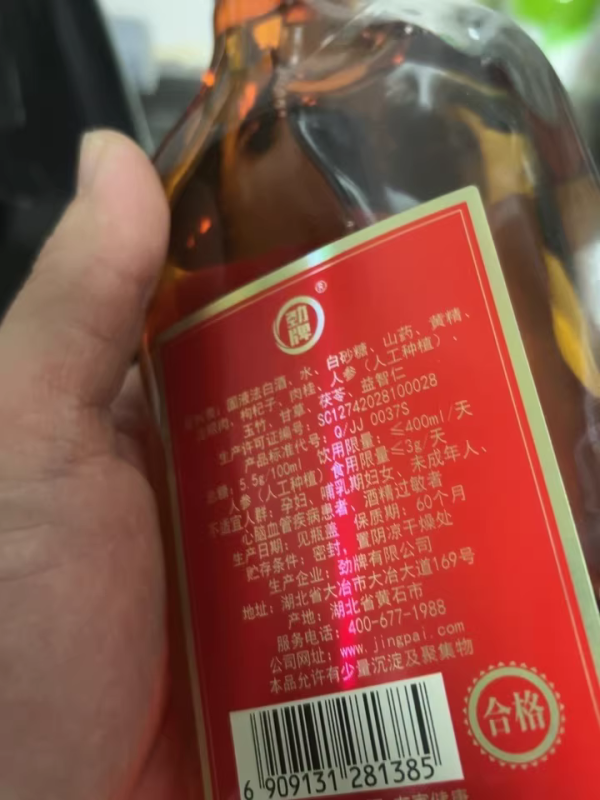 ®
劲牌
固液法白酒、水、白砂糖、山药、黄精、
肉、枸杞子、肉桂、人参（人工种植）、
玉竹、甘草、茯苓、益智仁
生产许可证编号：SC12742028100028
产品标准代号：Q/JJ 0037S
总糖：5.5g/100ml 饮用限量：≤400ml/天
人参（人工种植）食用限量：≤3g/天
不适宜人群：孕妇、哺乳期妇女、未成年人、
心脑血管疾病患者、酒精过敏者
生产日期：见瓶盖 保质期：60个月
贮存条件：密封，置阴凉干燥处
生产企业：劲牌有限公司
地址：湖北省大冶市大冶大道169号
产地：湖北省黄石市
服务电话：400-677-1988
公司网址：www.jingpai.com
本品允许有少量沉淀及聚集物
合格
6 909131 281385
健康